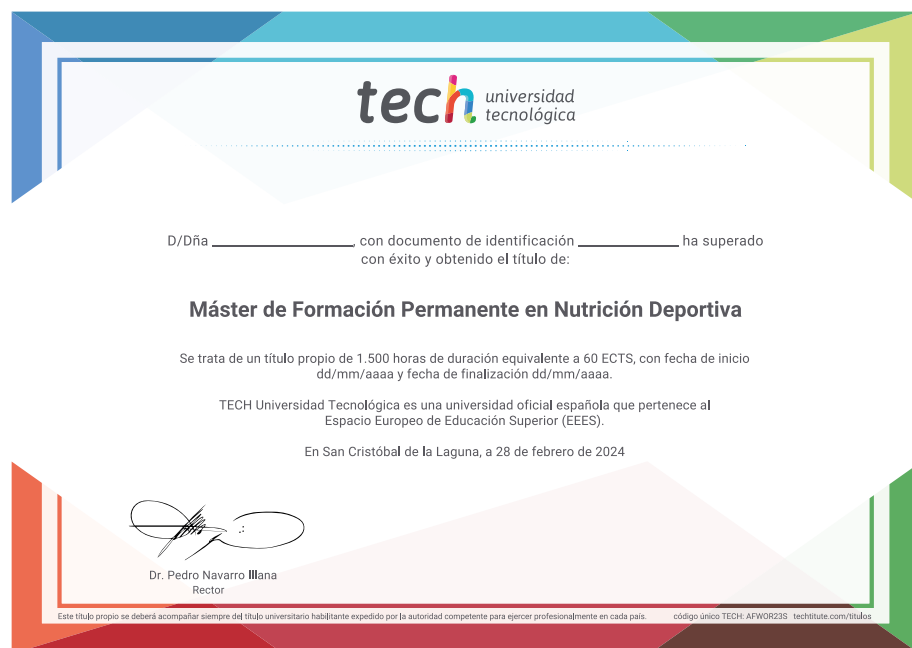 tech universidad
tecnológica
D/Dña ____________________, con documento de identificación ______________ ha superado
con éxito y obtenido el título de:
Máster de Formación Permanente en Nutrición Deportiva
Se trata de un título propio de 1.500 horas de duración equivalente a 60 ECTS, con fecha de inicio
dd/mm/aaaa y fecha de finalización dd/mm/aaaa.
TECH Universidad Tecnológica es una universidad oficial española que pertenece al
Espacio Europeo de Educación Superior (EEES).
En San Cristóbal de la Laguna, a 28 de febrero de 2024
Dr. Pedro Navarro Illana
Rector
Este título propio se deberá acompañar siempre del título universitario habilitante expedido por la autoridad competente para ejercer profesionalmente en cada país. código único TECH: AFWOR23S techtitute.com/titulos